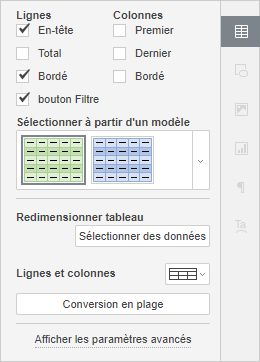 Lignes Colonnes
En-tête Premier
Total Dernier
Bordé Bordé
bouton Filtre
Sélectionner à partir d'un modèle
Redimensionner tableau
Sélectionner des données
Lignes et colonnes
Conversion en plage
Afficher les paramètres avancés
Ta